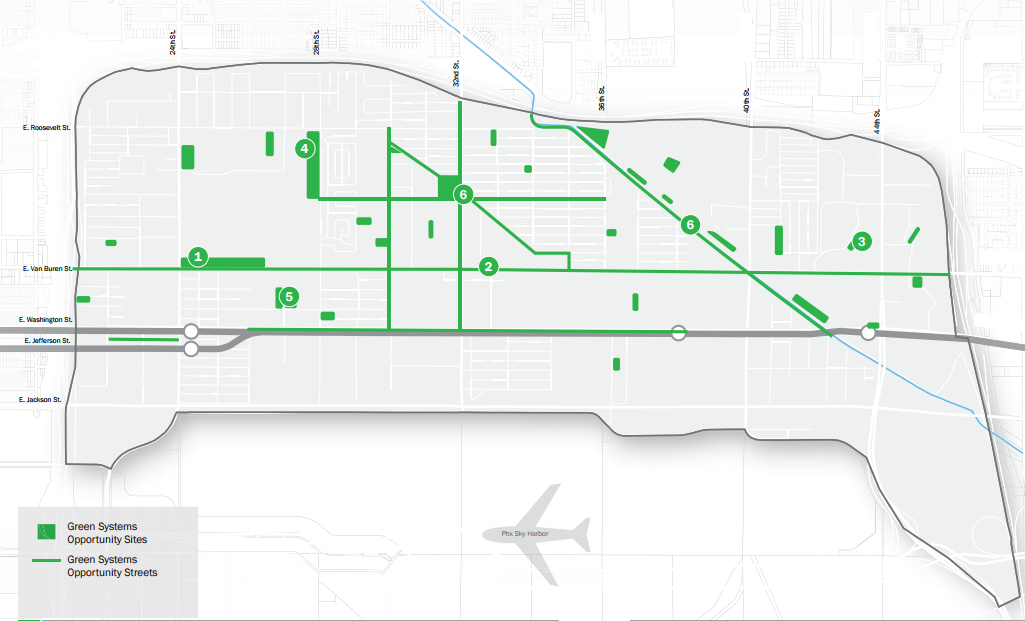 24th St.
28th St.
32nd St.
36th St.
40th St.
44th St.
E. Roosevelt St.
4
6
6
3
1
2
E. Van Buren St.
5
E. Washington St.
E. Jefferson St.
E. Jackson St.
Phx Sky Harbor
Green Systems
Opportunity Sites
Green Systems
Opportunity Streets